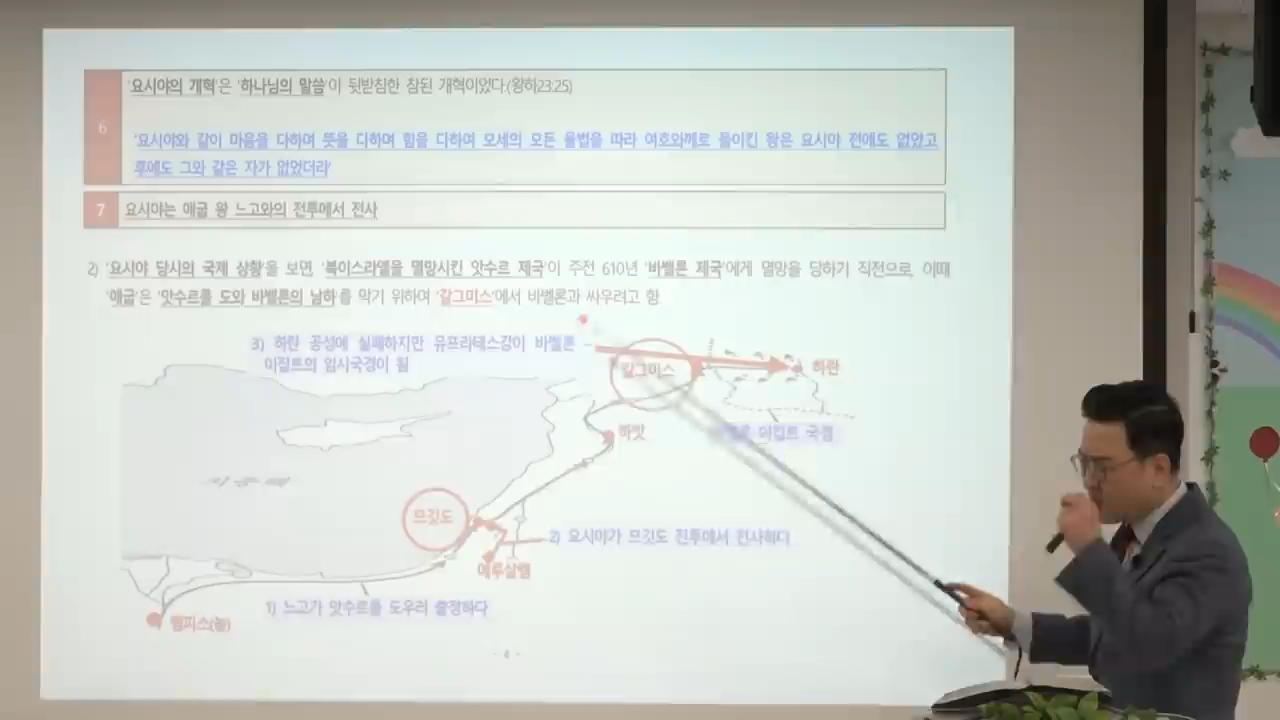 '요시야의 개혁'은 '하나님의 말씀'이 뒷받침한 참된 개혁이었다.(왕하23:25)
6
'요시야와 같이 마음을 다하며 뜻을 다하며 힘을 다하여 모세의 모든 율법을 따라 여호와께로 돌이킨 왕은 요시야 전에도 없었고
후에도 그와 같은 자가 없었더라'
7 요시야는 애굽 왕 느고와의 전투에서 전사
2) '요시야 당시의 국제 상황'을 보면 '북이스라엘을 멸망시킨 앗수르 제국'이 주전 610년 '바벨론 제국'에게 멸망을 당하기 직전으로, 이때
'애굽'은 '앗수르를 도와 바벨론의 남하'를 막기 위하여 '갈그미스'에서 바벨론과 싸우려고 함.
3) 하란 공성에 실패하지만 유프라테스강이 바벨론
이집트의 임시국경이 됨
갈그미스
하란
하맛
이집트 국경
므깃도
2) 요시야가 므깃도 전투에서 전사하다
예루살렘
1) 느고가 앗수르를 도우러 출정하다
멤피스(놉)
- 4 -